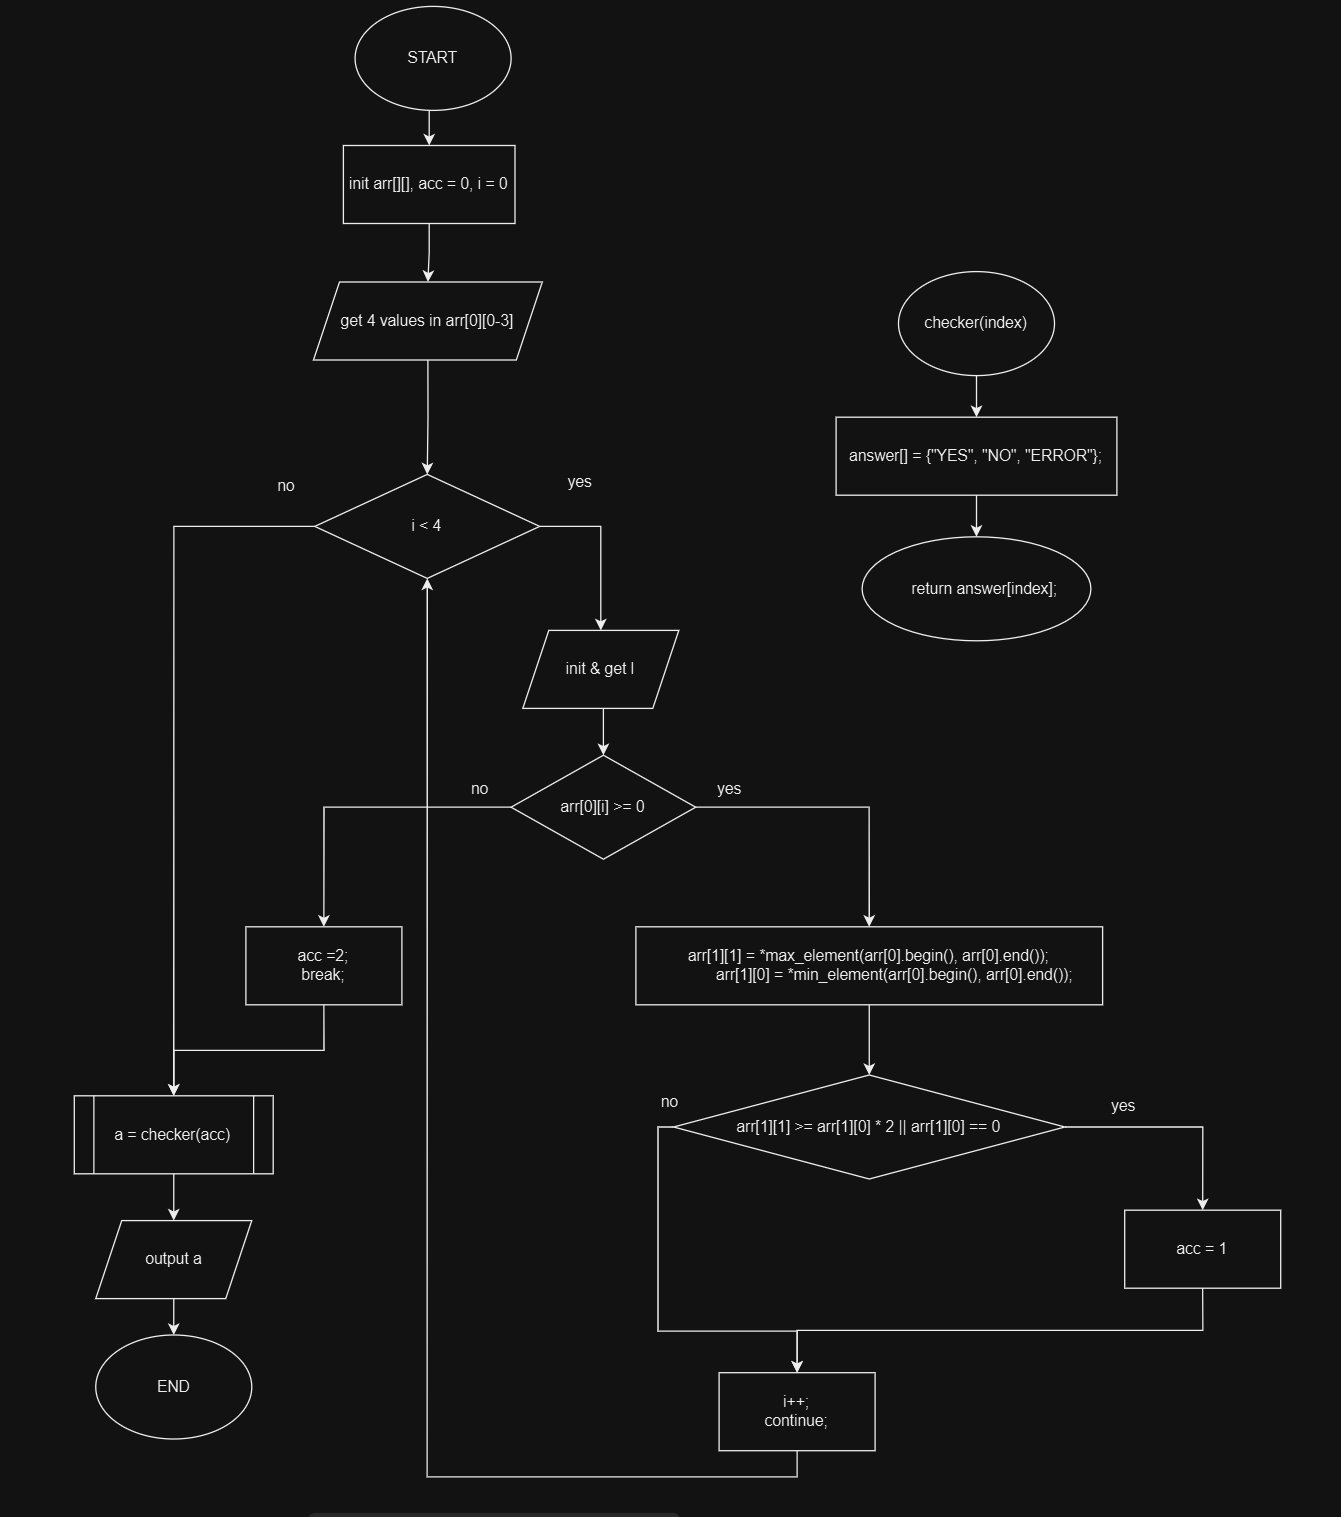 START
init arr[][], acc = 0, i = 0
get 4 values in arr[0][0-3]
i < 4
no
yes
init & get l
arr[0][i] >= 0
no
yes
acc =2;
break;
arr[1][1] = *max_element(arr[0].begin(), arr[0].end());
arr[1][0] = *min_element(arr[0].begin(), arr[0].end());
arr[1][1] >= arr[1][0] * 2 || arr[1][0] == 0
no
yes
acc = 1
i++;
continue;
a = checker(acc)
output a
END
checker(index)
answer[] = {"YES", "NO", "ERROR"};
return answer[index];